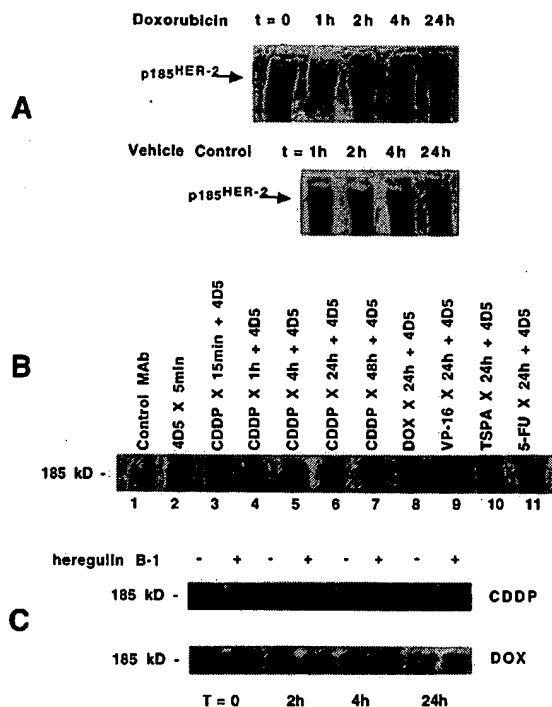 Doxorubicin t = 0 1h 2h 4h 24h
p185HER-2
A
Vehicle Control t = 1h 2h 4h 24h
p185HER-2
B
Control MAb
4D5 X 5min
CDDP X 15min + 4D5
CDDP X 1h + 4D5
CDDP X 4h + 4D5
CDDP X 24h + 4D5
CDDP X 48h + 4D5
DOX X 24h + 4D5
VP-16 X 24h + 4D5
TSPA X 24h + 4D5
5-FU X 24h + 4D5
185 kD -
1 2 3 4 5 6 7 8 9 10 11
heregulin B-1 - + - + - + - +
185 kD - CDDP
C
185 kD - DOX
T = 0 2h 4h 24h